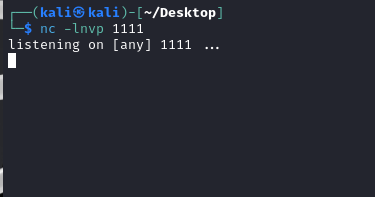 ┌──(kali㉿kali)-[~/Desktop]
└─$ nc -lnvp 1111
listening on [any] 1111 ...